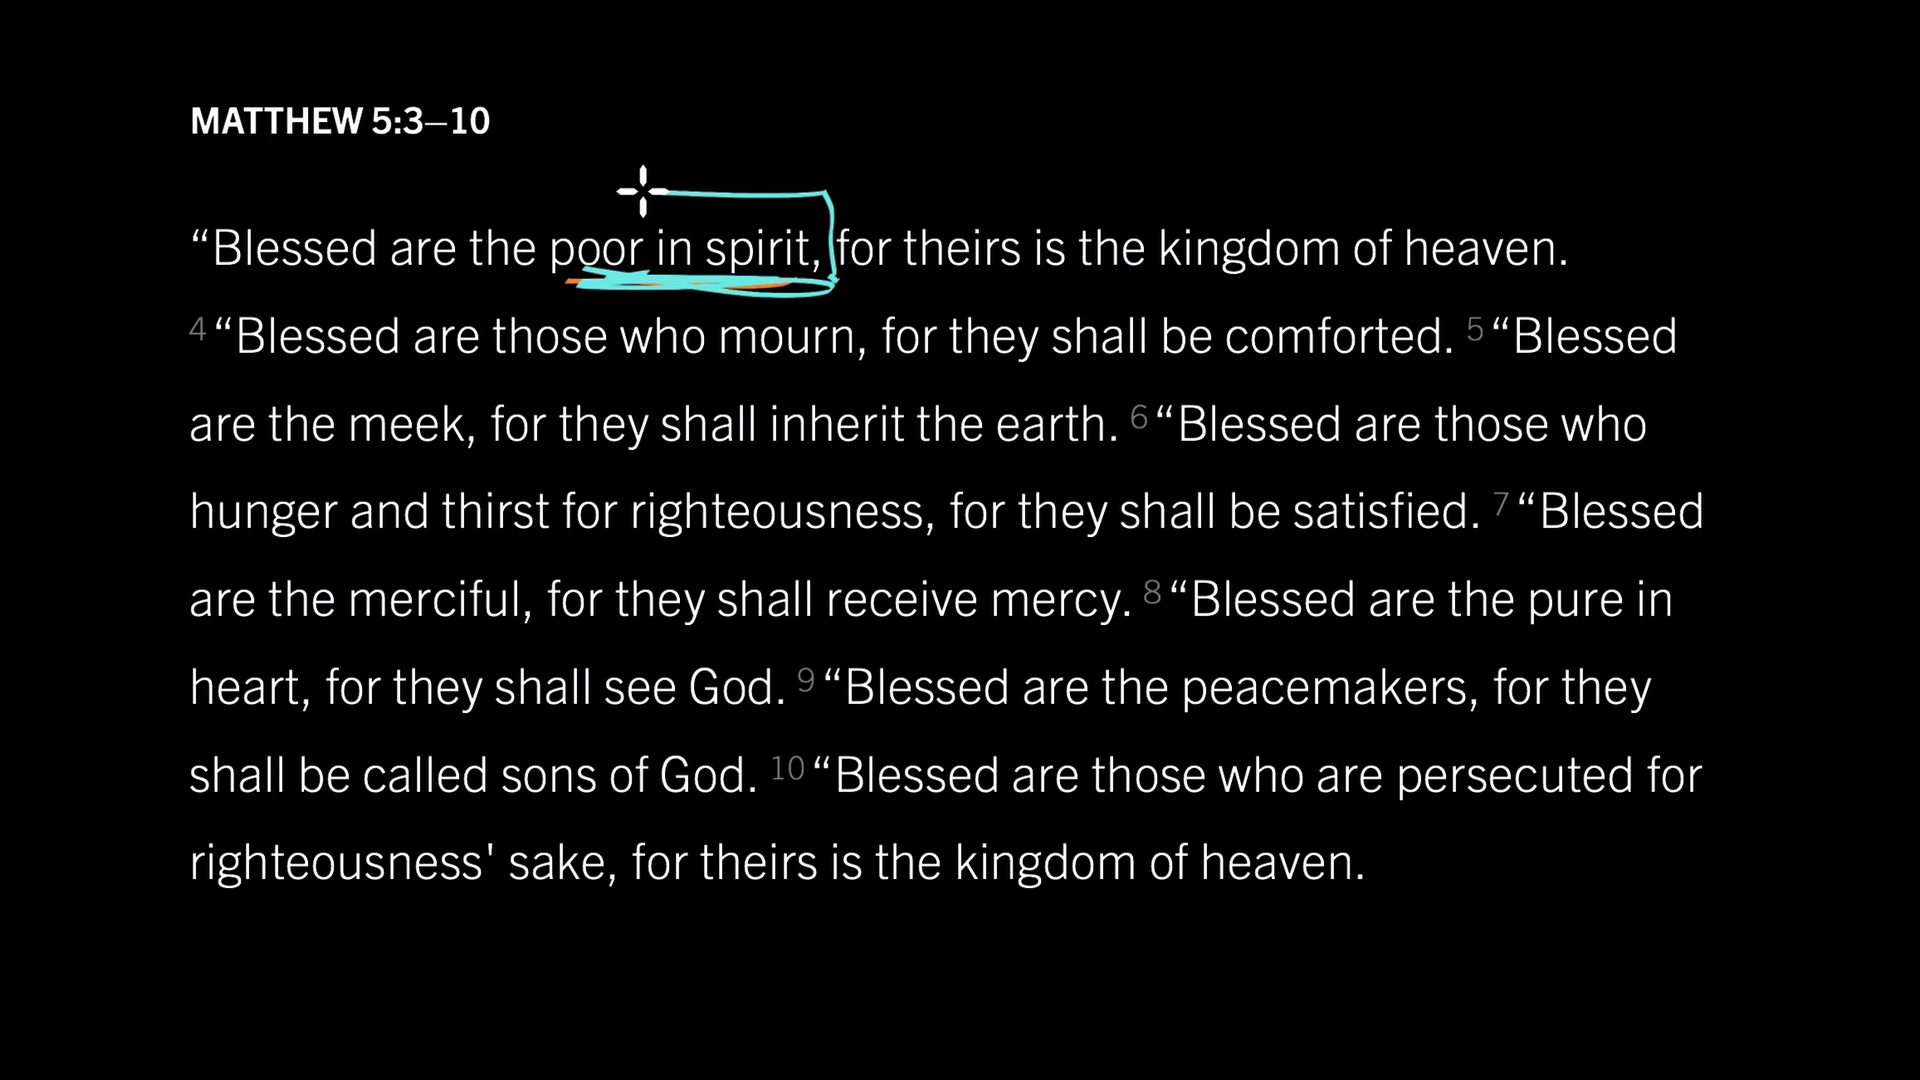 MATTHEW 5:3–10
“Blessed are the poor in spirit, for theirs is the kingdom of heaven.
4 “Blessed are those who mourn, for they shall be comforted. 5 “Blessed
are the meek, for they shall inherit the earth. 6 “Blessed are those who
hunger and thirst for righteousness, for they shall be satisfied. 7 “Blessed
are the merciful, for they shall receive mercy. 8 “Blessed are the pure in
heart, for they shall see God. 9 “Blessed are the peacemakers, for they
shall be called sons of God. 10 “Blessed are those who are persecuted for
righteousness' sake, for theirs is the kingdom of heaven.